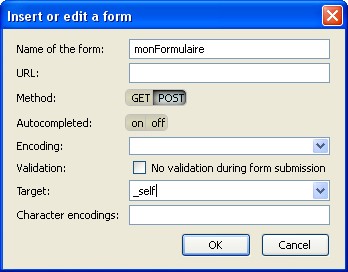 Insert or edit a form
Name of the form: monFormulaire
URL:
Method: GET POST
Autocompleted: on off
Encoding:
Validation: No validation during form submission
Target: _self
Character encodings:
OK Cancel